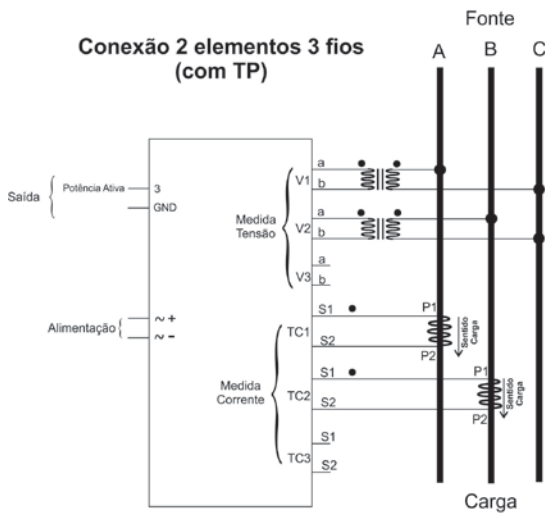 Fonte
Conexão 2 elementos 3 fios
(com TP)
A
B
C
Saída
Potência Ativa
3
GND
Alimentação
~ +
~ -
Medida
Tensão
V1
a
b
V2
a
b
V3
a
b
Medida
Corrente
TC1
S1
S2
TC2
S1
S2
TC3
S1
S2
P1
P2
Sentido
Carga
P1
P2
Sentido
Carga
Carga